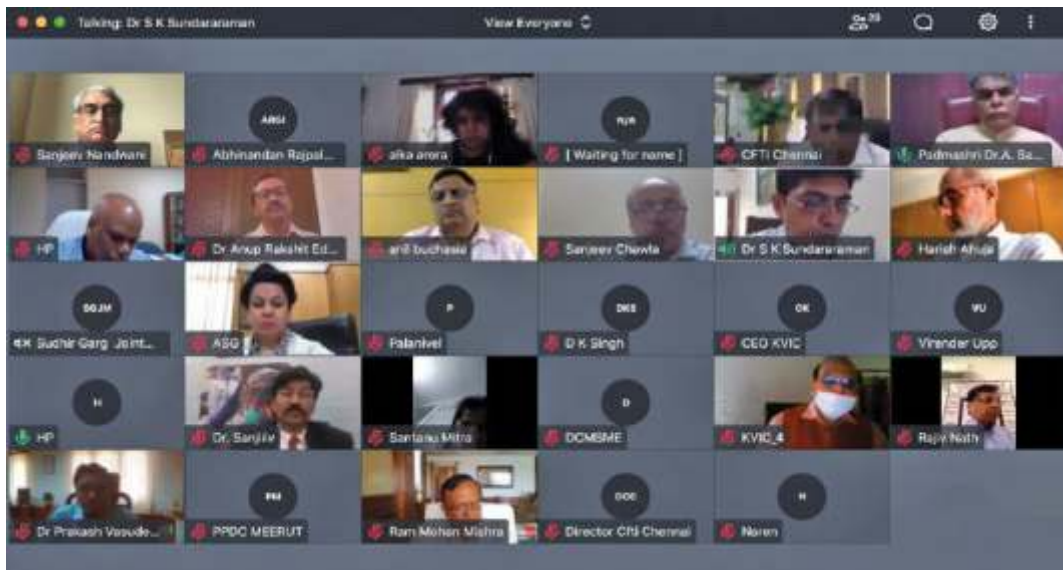 Talking: Dr S K Sundararaman
View Everyone
29
Sanjeev Nandwani
ARGI
Abhinandan Rajpal...
alka arora
[ Waiting for name ]
CFTI Chennai
Padmashri Dr.A. Sa...
HP
Dr Anup Rakshit Ed...
anil buchasia
Sanjeev Chawla
Dr S K Sundararaman
Harish Ahuja
SGJM
Sudhir Garg Joint...
ASG
P
Palanivel
DKS
D K Singh
CK
CEO KVIC
VU
Virender Upp
H
HP
Dr. Sanjiiv
Santanu Mitra
D
DCMSME
KVIC_4
Rajiv Nath
Dr Prakash Vasude...
PM
PPDC MEERUT
Ram Mohan Mishra
DCC
Director Cfti Chennai
N
Naren